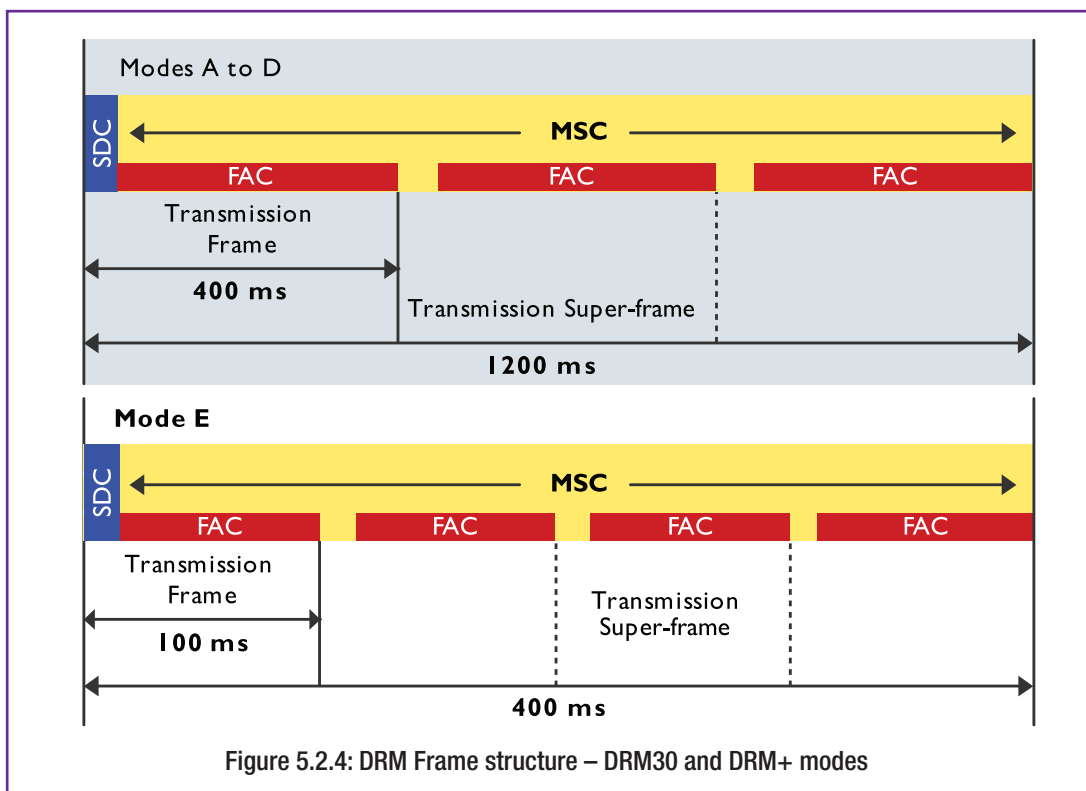 Modes A to D
SDC
MSC
FAC FAC FAC
Transmission
Frame
400 ms
Transmission Super-frame
1200 ms
Mode E
SDC
MSC
FAC FAC FAC FAC
Transmission
Frame
100 ms
Transmission
Super-frame
400 ms
Figure 5.2.4: DRM Frame structure – DRM30 and DRM+ modes